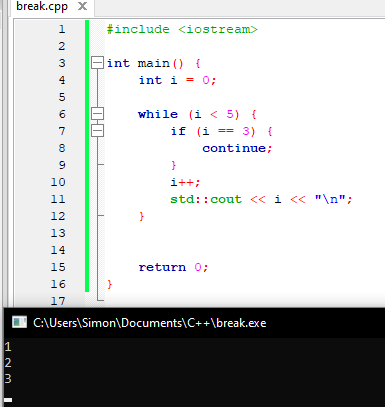 break.cpp X
1 #include <iostream>
2
3 int main() {
4     int i = 0;
5
6     while (i < 5) {
7         if (i == 3) {
8             continue;
9         }
10         i++;
11         std::cout << i << "\n";
12     }
13
14
15     return 0;
16 }
17
C:\Users\Simon\Documents\C++\break.exe
1
2
3